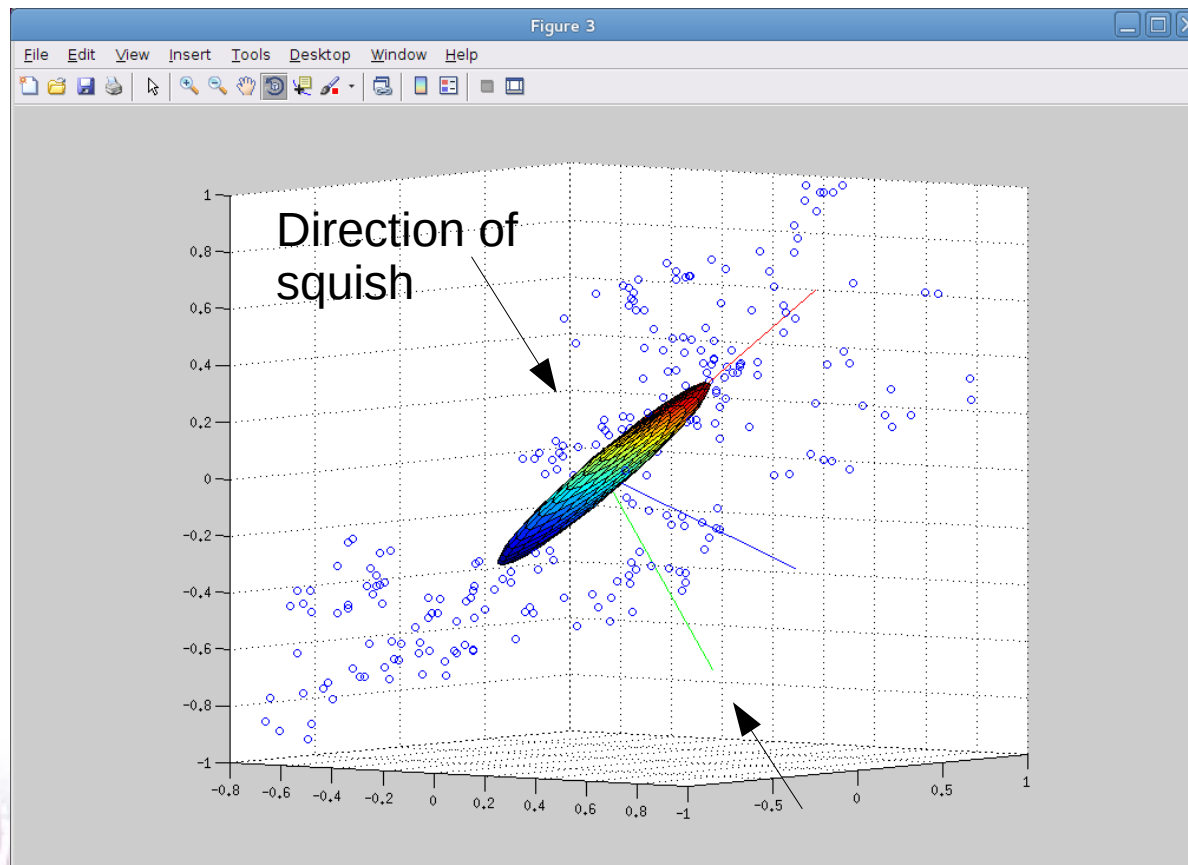 Figure 3
File Edit View Insert Tools Desktop Window Help
Direction of
squish
1
0.8
0.6
0.4
0.2
0
-0.2
-0.4
-0.6
-0.8
-1
-0.8 -0.6 -0.4 -0.2 0 0.2 0.4 0.6 0.8
-1 -0.5 0 0.5 1